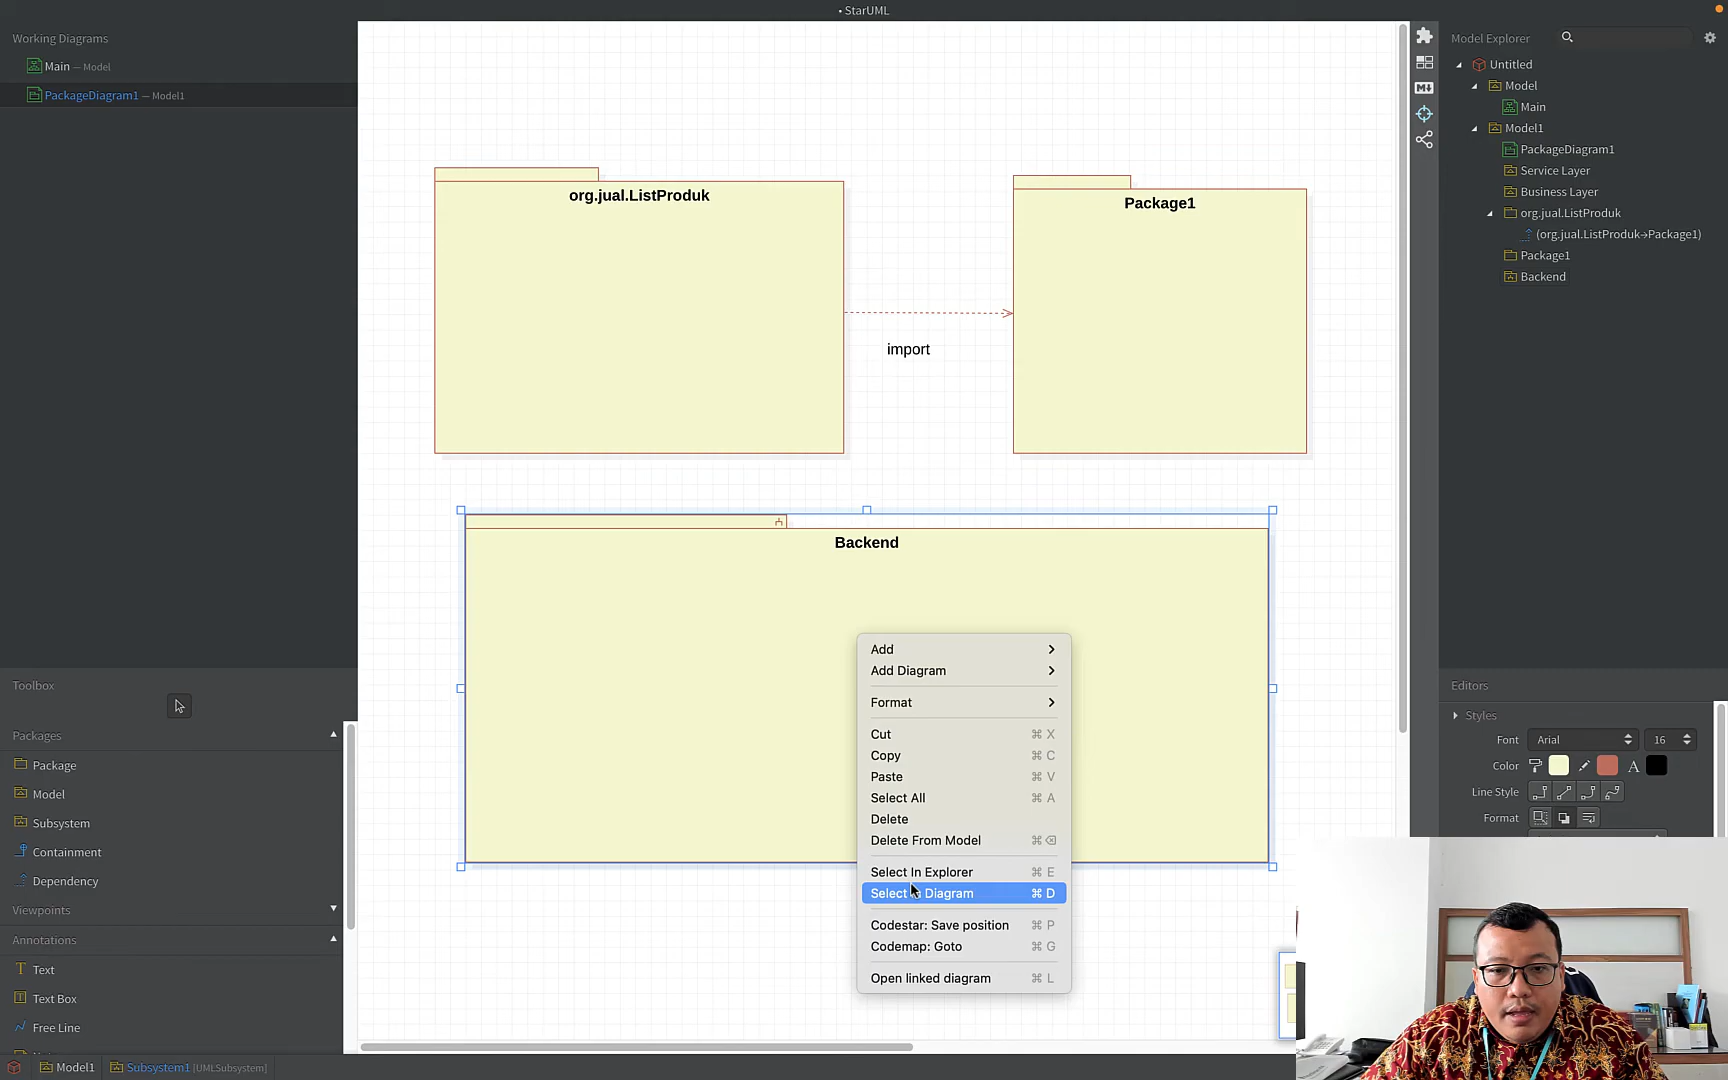 • StarUML
Working Diagrams
Main — Model
PackageDiagram1 — Model1
Toolbox
Packages
Package
Model
Subsystem
Containment
Dependency
Viewpoints
Annotations
Text
Text Box
Free Line
Model1
Subsystem1 [UMLSubsystem]
org.jual.ListProduk
Package1
import
Backend
Add
Add Diagram
Format
Cut ⌘ X
Copy ⌘ C
Paste ⌘ V
Select All ⌘ A
Delete
Delete From Model ⌘ ⌫
Select In Explorer ⌘ E
Select In Diagram ⌘ D
Codestar: Save position ⌘ P
Codemap: Goto ⌘ G
Open linked diagram ⌘ L
Model Explorer
Untitled
Model
Main
Model1
PackageDiagram1
Service Layer
Business Layer
org.jual.ListProduk
(org.jual.ListProduk→Package1)
Package1
Backend
Editors
Styles
Font Arial 16
Color A
Line Style
Format